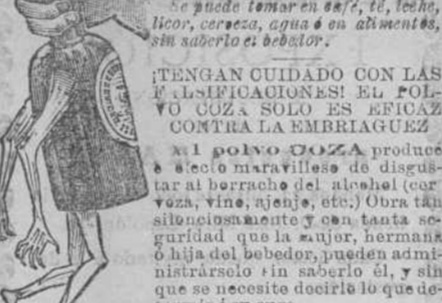 Se puede tomar en café, té, leche,
licor, cerveza, agua ó en alimentos,
sin saberlo el bebedor.
¡TENGAN CUIDADO CON LAS
FALSIFICACIONES! EL POL-
VO COZA SOLO ES EFICAZ
CONTRA LA EMBRIAGUEZ
El polvo COZA produce
e efecto maravilloso de disgus-
tar al borracho del alcohol (cer
veza, vino, ajenjo, etc.) Obra tan
silenciosamente y con tanta se-
guridad que la mujer, hermana
ó hija del bebedor, pueden admi-
nistrárselo sin saberlo él, y sin
que se necesite decirle lo que de-